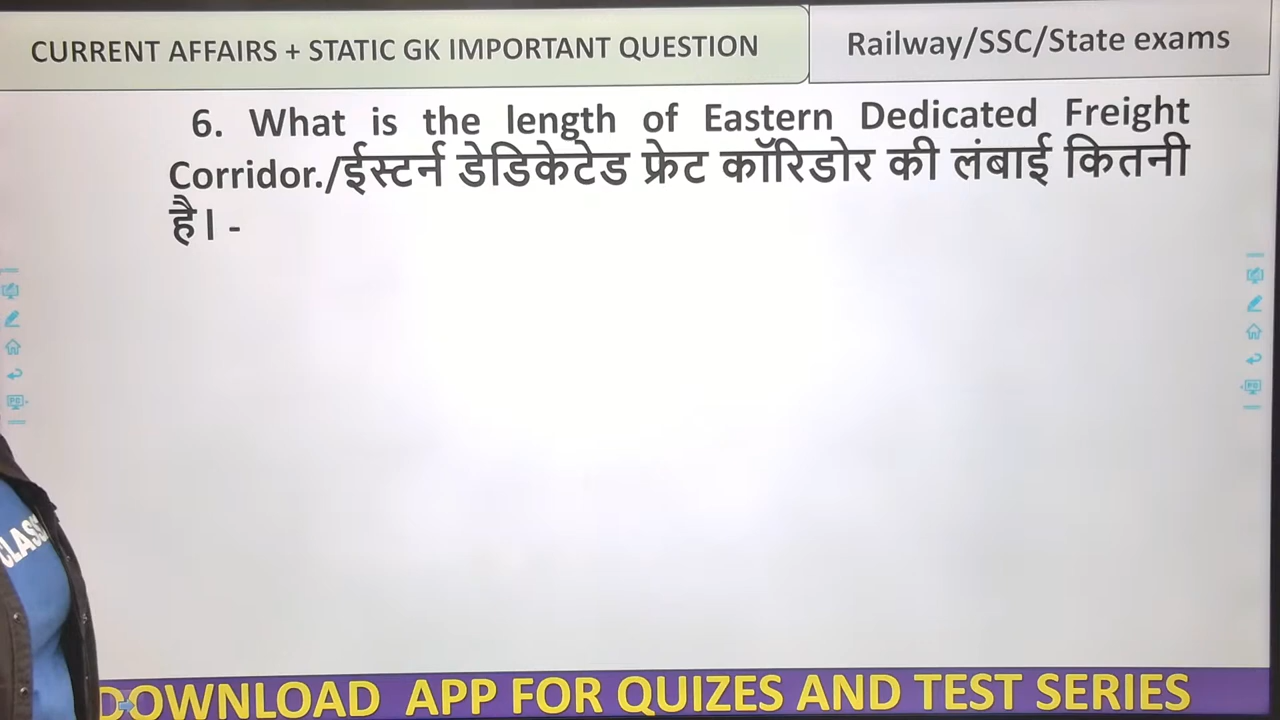 CURRENT AFFAIRS + STATIC GK IMPORTANT QUESTION
Railway/SSC/State exams
6. What is the length of Eastern Dedicated Freight
Corridor./ईस्टर्न डेडिकेटेड फ्रेट कॉरिडोर की लंबाई कितनी
है। -
CLASS
DOWNLOAD APP FOR QUIZES AND TEST SERIES